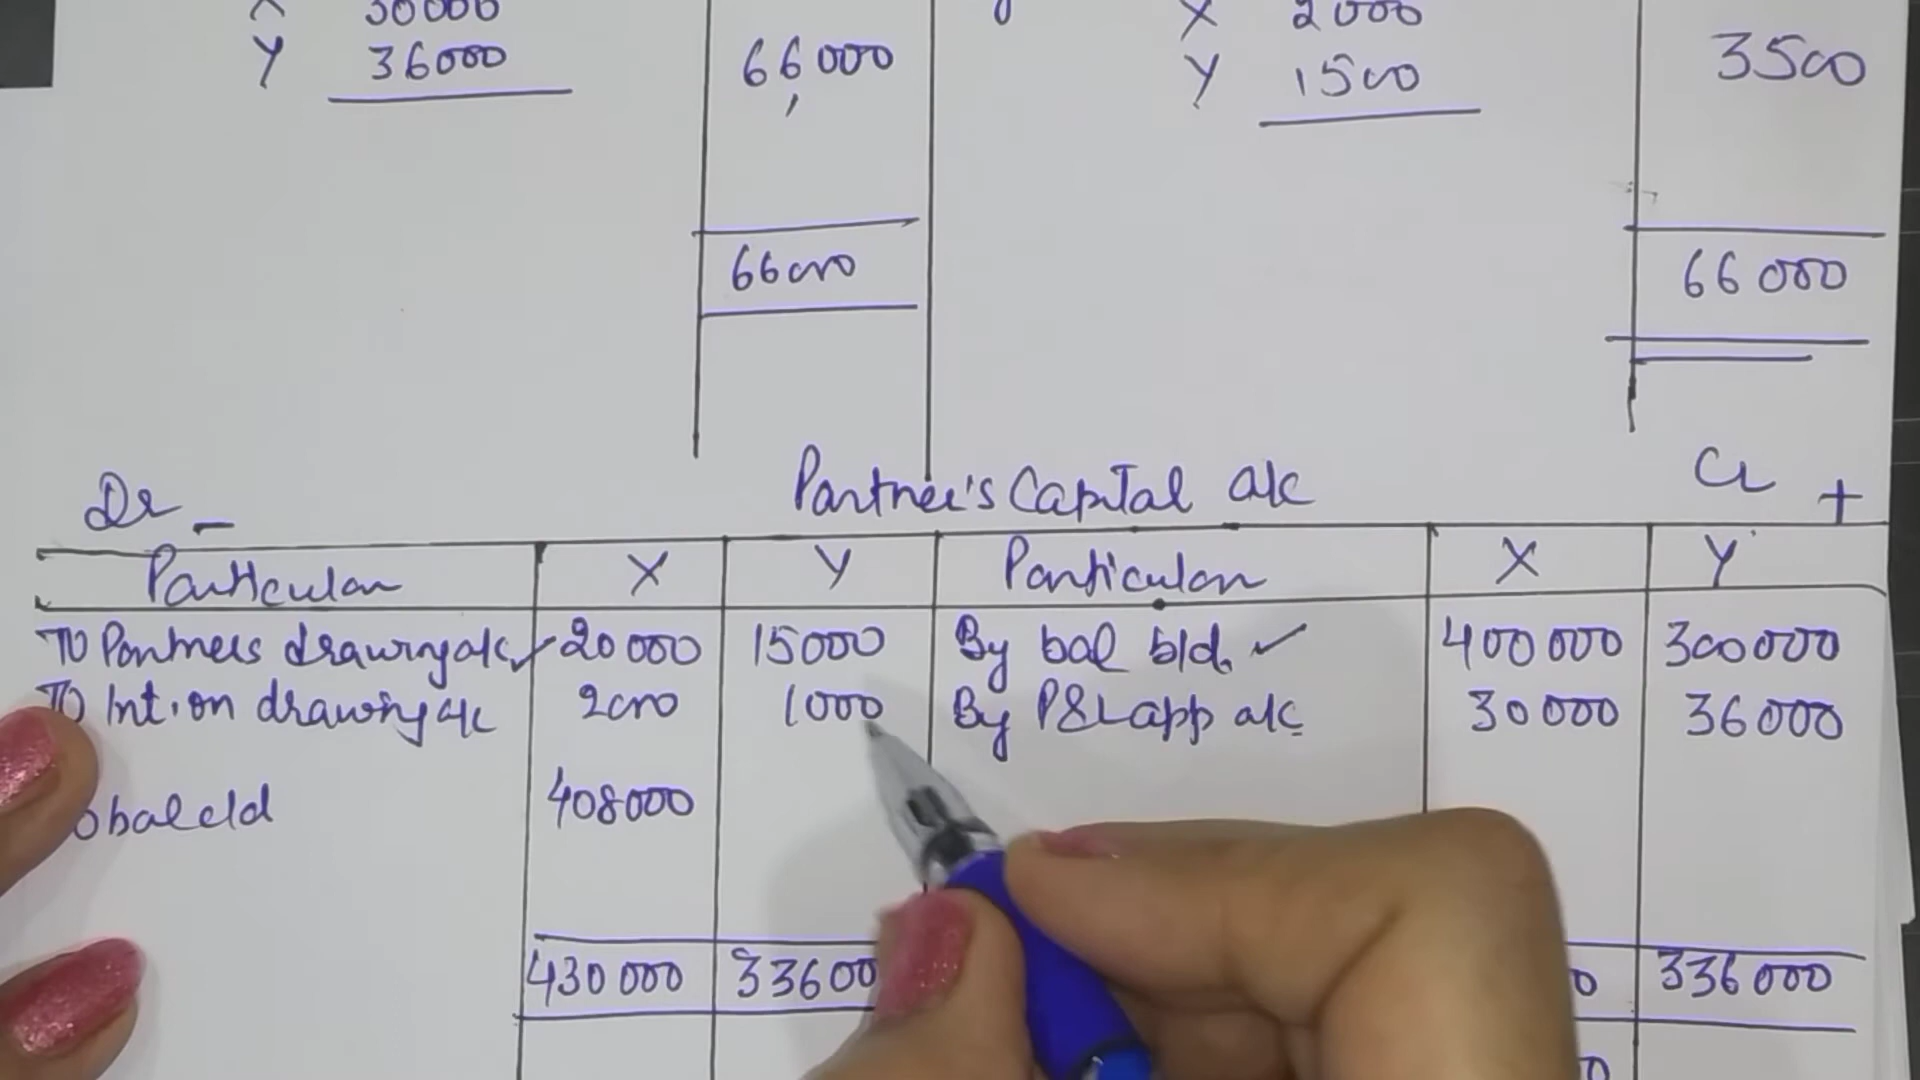 X 30000 X 2000
Y 36000 66,000 Y 1500 3500
66000 66000
Dr - Partner's Capital a/c Cr +
Particular X Y Particular X Y
To Partners drawing a/c ✓ 20000 15000 By bal b/d. ✓ 400000 300000
To Int. on drawing a/c 2000 1000 By P&L app a/c 30000 36000
o bal c/d 408000
430000 33600 0 336000